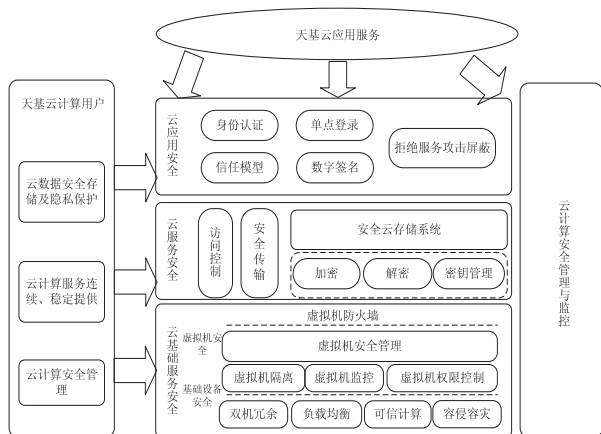 天基云应用服务
天基云计算用户
云数据安全存
储及隐私保护
云计算服务连
续、稳定提供
云计算安全管
理
云应用安全
身份认证
单点登录
信任模型
数字签名
拒绝服务攻击屏蔽
云服务安全
访问控制
安全传输
安全云存储系统
加密
解密
密钥管理
云基础服务安全
虚拟机防火墙
虚拟机安
全
虚拟机安全管理
虚拟机隔离
虚拟机监控
虚拟机权限控制
基础设备
安全
双机冗余
负载均衡
可信计算
容侵容灾
云计算安全管理与监控